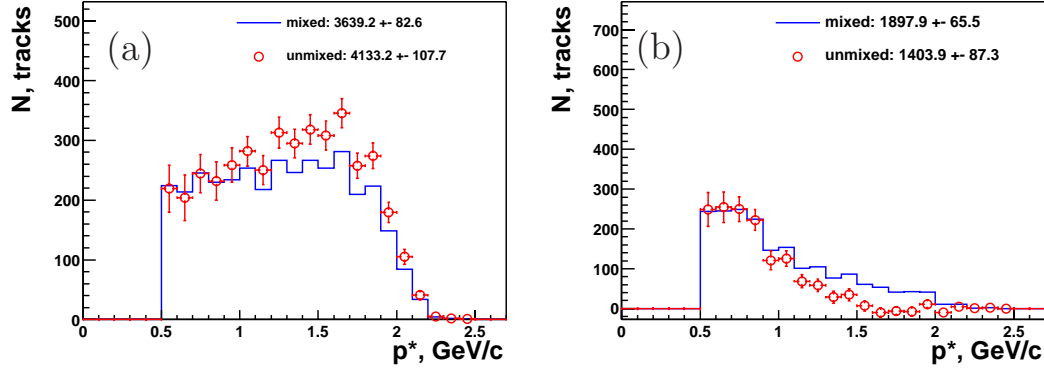 (a)
mixed: 3639.2 +- 82.6
unmixed: 4133.2 +- 107.7
N, tracks
500
400
300
200
100
0
0 0.5 1 1.5 2 2.5
p*, GeV/c
(b)
mixed: 1897.9 +- 65.5
unmixed: 1403.9 +- 87.3
N, tracks
700
600
500
400
300
200
100
0
0 0.5 1 1.5 2 2.5
p*, GeV/c